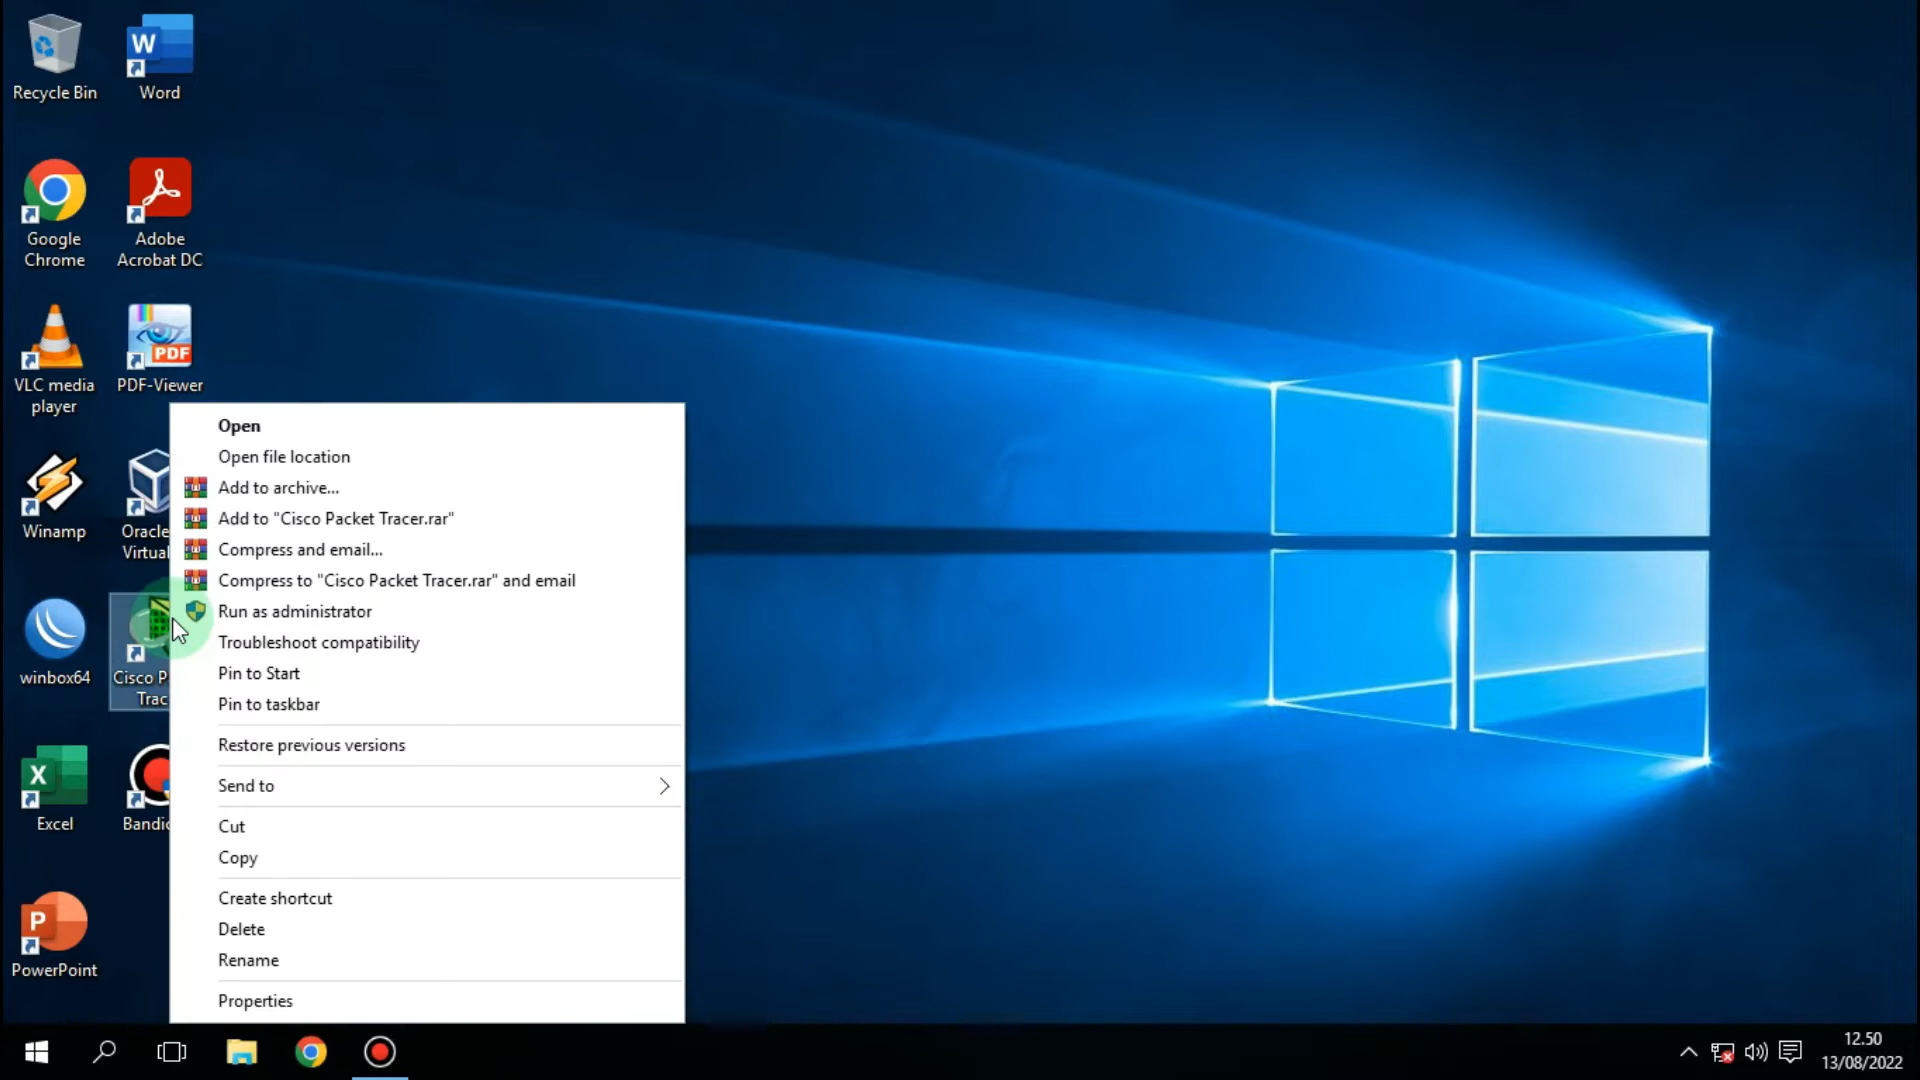 Recycle Bin
Word
Google
Chrome
Adobe
Acrobat DC
VLC media
player
PDF
PDF-Viewer
Winamp
Oracle
Virtual
winbox64
Cisco P
Trac
Excel
Bandic
PowerPoint
Open
Open file location
Add to archive...
Add to "Cisco Packet Tracer.rar"
Compress and email...
Compress to "Cisco Packet Tracer.rar" and email
Run as administrator
Troubleshoot compatibility
Pin to Start
Pin to taskbar
Restore previous versions
Send to
Cut
Copy
Create shortcut
Delete
Rename
Properties
12.50
13/08/2022